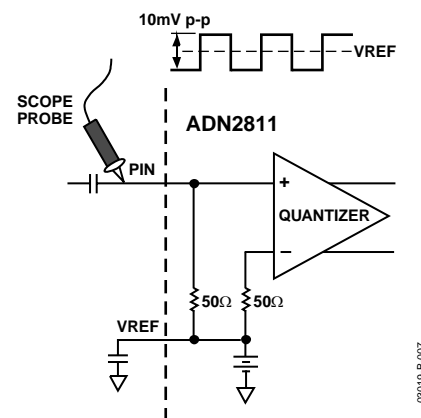 10mV p-p
VREF
SCOPE
PROBE
ADN2811
PIN
+
QUANTIZER
−
50Ω
50Ω
VREF
03019-B-007